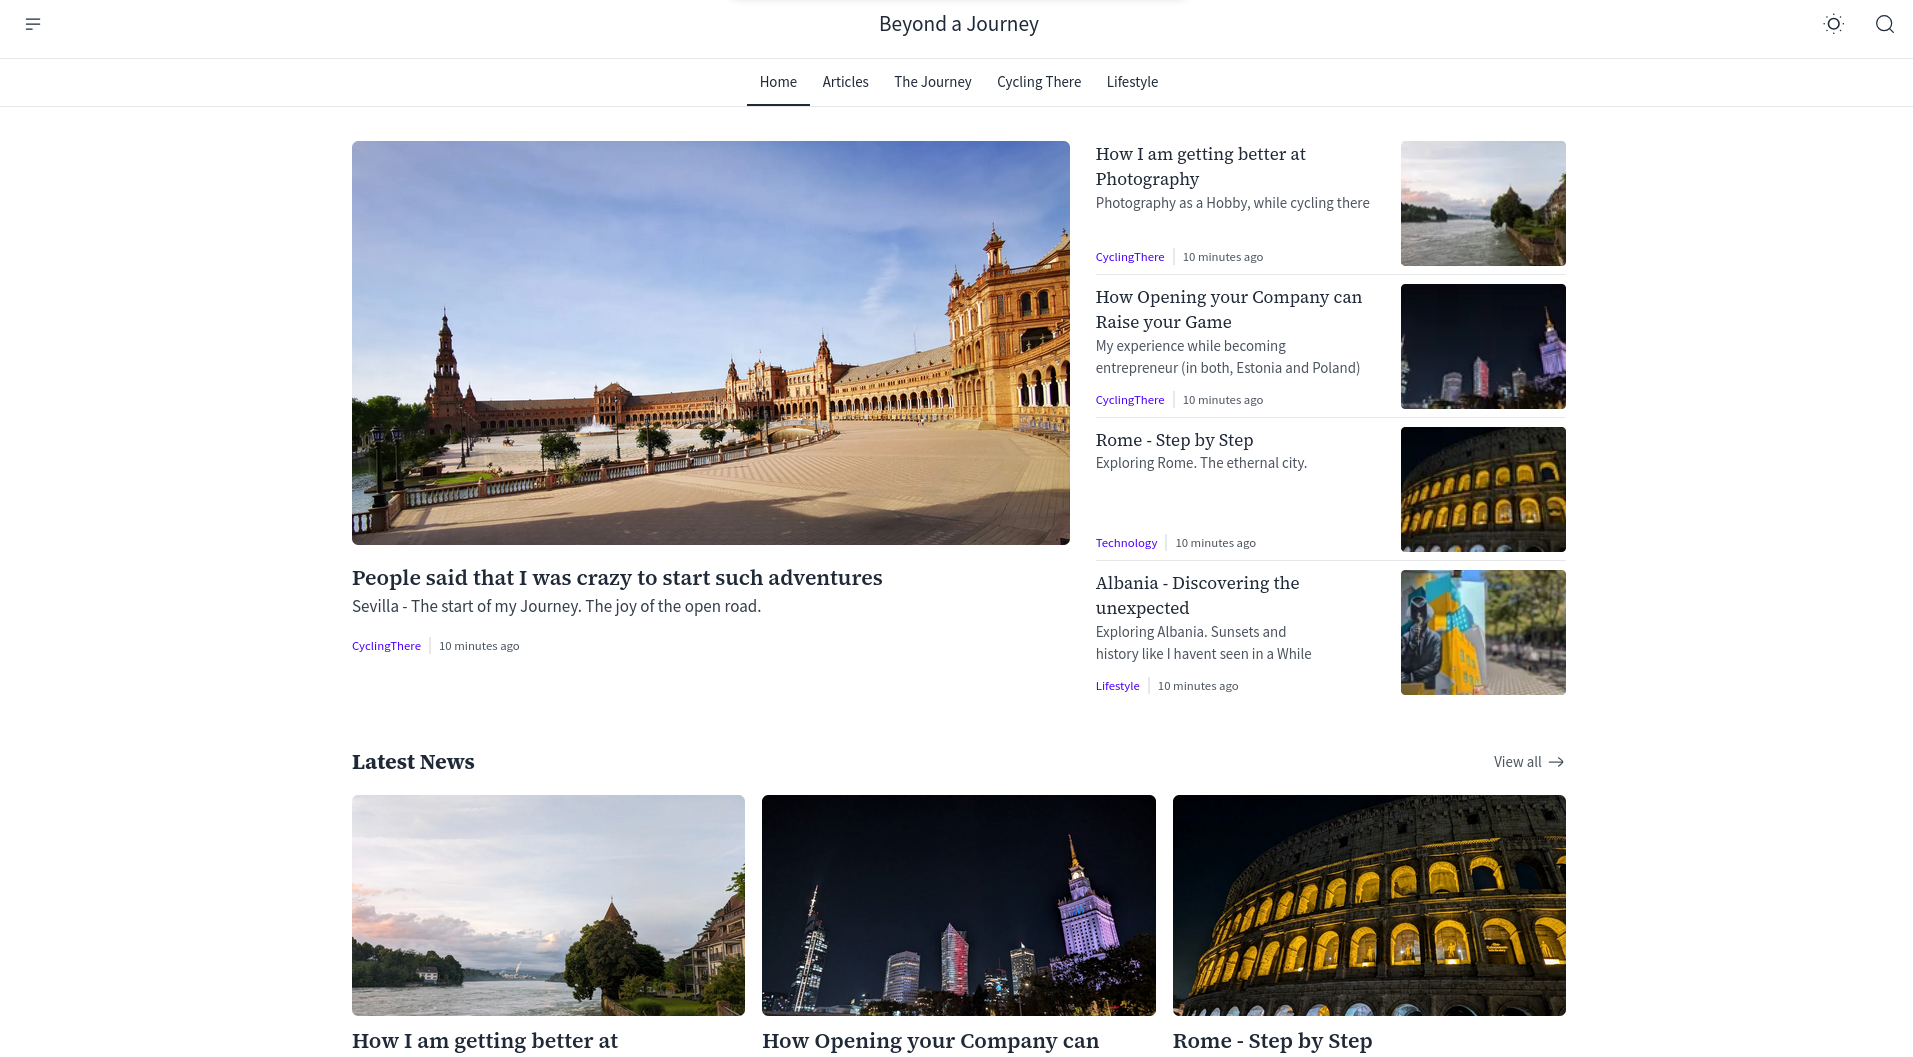 Beyond a Journey
Home
Articles
The Journey
Cycling There
Lifestyle
People said that I was crazy to start such adventures
Sevilla - The start of my Journey. The joy of the open road.
CyclingThere
10 minutes ago
How I am getting better at
Photography
Photography as a Hobby, while cycling there
CyclingThere
10 minutes ago
How Opening your Company can
Raise your Game
My experience while becoming
entrepreneur (in both, Estonia and Poland)
CyclingThere
10 minutes ago
Rome - Step by Step
Exploring Rome. The ethernal city.
Technology
10 minutes ago
Albania - Discovering the
unexpected
Exploring Albania. Sunsets and
history like I havent seen in a While
Lifestyle
10 minutes ago
Latest News
View all
How I am getting better at
How Opening your Company can
Rome - Step by Step